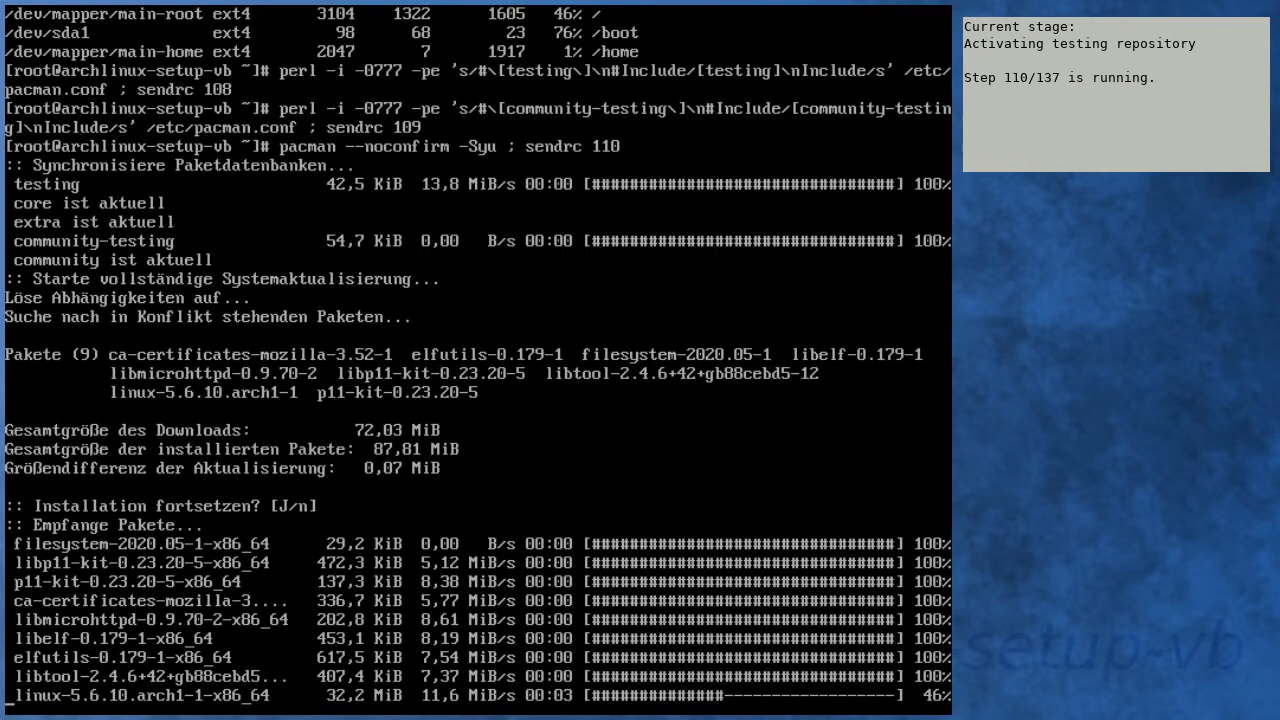 /dev/mapper/main-root ext4       3104    1322      1605   46% /
/dev/sda1             ext4         98      68        23   76% /boot
/dev/mapper/main-home ext4       2047       7      1917    1% /home
[root@archlinux-setup-vb ~]# perl -i -0777 -pe 's/#\[testing\]\n#Include/[testing]\nInclude/s' /etc/
pacman.conf ; sendrc 108
[root@archlinux-setup-vb ~]# perl -i -0777 -pe 's/#\[community-testing\]\n#Include/[community-testin
g]\nInclude/s' /etc/pacman.conf ; sendrc 109
[root@archlinux-setup-vb ~]# pacman --noconfirm -Syu ; sendrc 110
:: Synchronisiere Paketdatenbanken...
 testing                          42,5 KiB  13,8 MiB/s 00:00 [################################] 100%
 core ist aktuell
 extra ist aktuell
 community-testing                54,7 KiB  0,00   B/s 00:00 [################################] 100%
 community ist aktuell
:: Starte vollständige Systemaktualisierung...
Löse Abhängigkeiten auf...
Suche nach in Konflikt stehenden Paketen...
Pakete (9) ca-certificates-mozilla-3.52-1  elfutils-0.179-1  filesystem-2020.05-1  libelf-0.179-1
           libmicrohttpd-0.9.70-2  libp11-kit-0.23.20-5  libtool-2.4.6+42+gb88cebd5-12
           linux-5.6.10.arch1-1  p11-kit-0.23.20-5
Gesamtgröße des Downloads:           72,03 MiB
Gesamtgröße der installierten Pakete:  87,81 MiB
Größendifferenz der Aktualisierung:   0,07 MiB
:: Installation fortsetzen? [J/n]
:: Empfange Pakete...
 filesystem-2020.05-1-x86_64      29,2 KiB  0,00   B/s 00:00 [################################] 100%
 libp11-kit-0.23.20-5-x86_64     472,3 KiB  5,12 MiB/s 00:00 [################################] 100%
 p11-kit-0.23.20-5-x86_64        137,3 KiB  8,38 MiB/s 00:00 [################################] 100%
 ca-certificates-mozilla-3....   336,7 KiB  5,77 MiB/s 00:00 [################################] 100%
 libmicrohttpd-0.9.70-2-x86_64   202,8 KiB  8,61 MiB/s 00:00 [################################] 100%
 libelf-0.179-1-x86_64           453,1 KiB  8,19 MiB/s 00:00 [################################] 100%
 elfutils-0.179-1-x86_64         617,5 KiB  7,54 MiB/s 00:00 [################################] 100%
 libtool-2.4.6+42+gb88cebd5...   407,4 KiB  7,37 MiB/s 00:00 [################################] 100%
 linux-5.6.10.arch1-1-x86_64      32,2 MiB  11,6 MiB/s 00:03 [##############------------------]  46%
Current stage:
Activating testing repository
Step 110/137 is running.
setup-vb